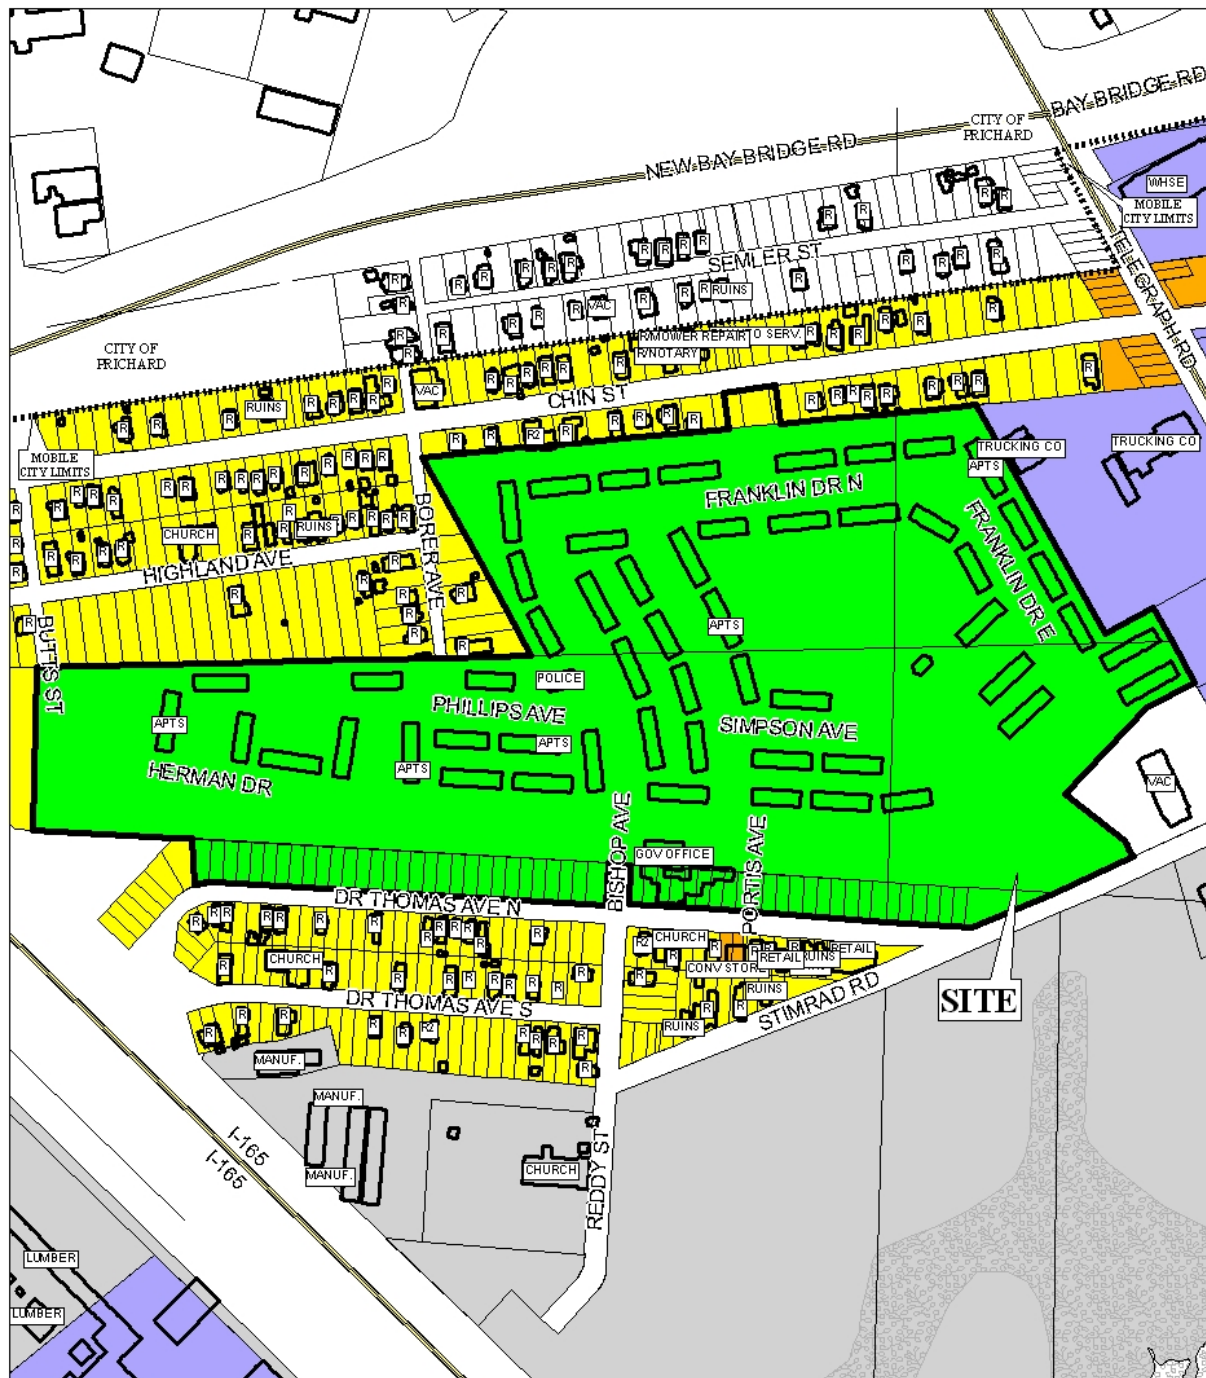 BAY BRIDGE RD
CITY OF
PRICHARD
NEW BAY BRIDGE RD
WHSE
MOBILE
CITY LIMITS
SEMLER ST
TELEGRAPH RD
RUINS
VAC
CITY OF
PRICHARD
R/MOWER REPAIR
TO SERV.
R/NOTARY
VAC
CHIN ST
RUINS
R2
MOBILE
CITY LIMITS
TRUCKING CO
TRUCKING CO
APTS
FRANKLIN DR N
BORER AVE
FRANKLIN DR E
CHURCH
RUINS
HIGHLAND AVE
BUTTS ST
APTS
POLICE
PHILLIPS AVE
APTS
SIMPSON AVE
APTS
APTS
HERMAN DR
VAC
BISHOP AVE
PORTIS AVE
GOV OFFICE
DR THOMAS AVE N
R2
CHURCH
RETAIL
RETAIL
RUINS
CONV STORE
CHURCH
RUINS
SITE
STIMRAD RD
DR THOMAS AVE S
R2
RUINS
MANUF.
MANUF.
MANUF.
I-165
I-165
CHURCH
REDDY ST
LUMBER
LUMBER